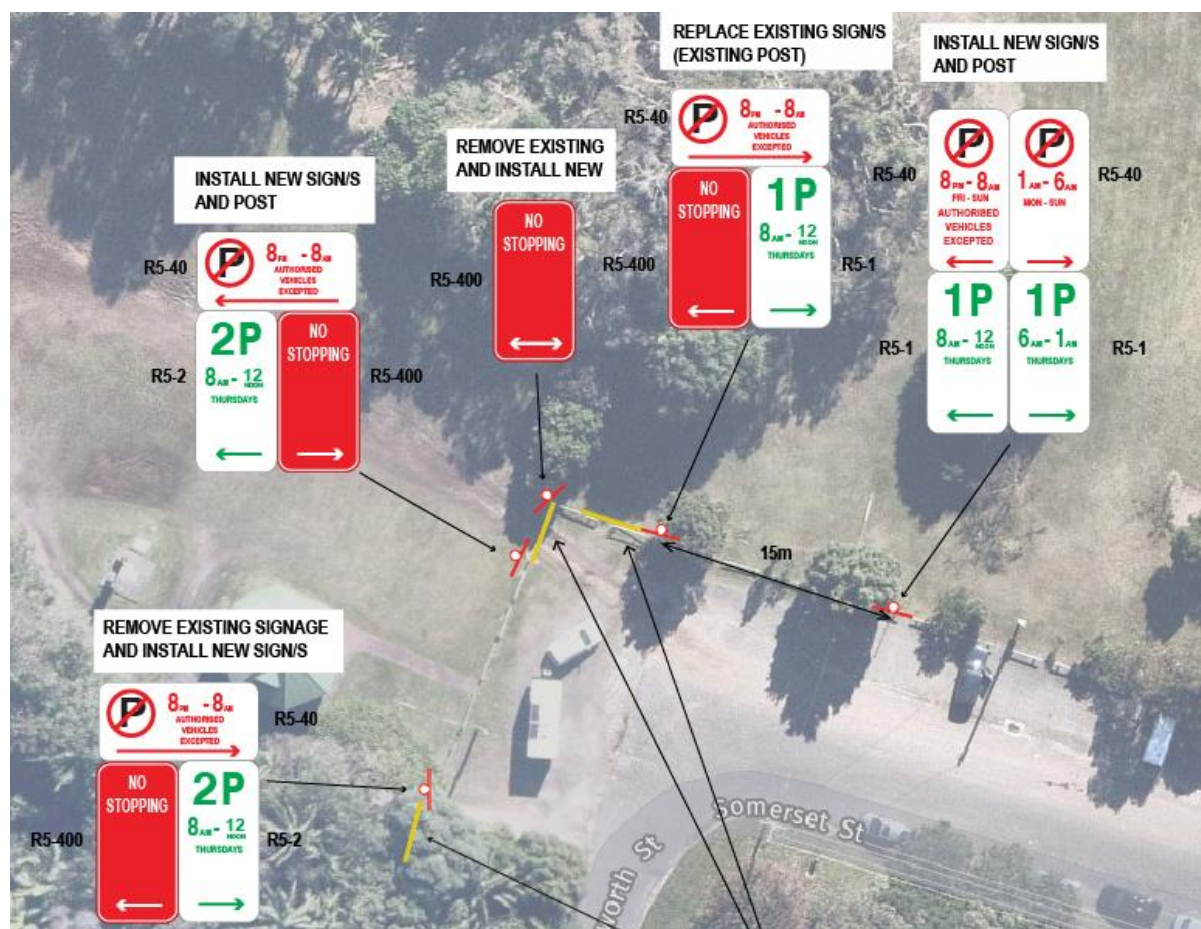 REPLACE EXISTING SIGN/S
(EXISTING POST)
R5-40
P
8PM - 8AM
AUTHORISED
VEHICLES
EXCEPTED
NO
STOPPING
R5-400
1P
8AM - 12
NOON
THURSDAYS
R5-1
INSTALL NEW SIGN/S
AND POST
R5-40
P
8PM - 8AM
FRI - SUN
AUTHORISED
VEHICLES
EXCEPTED
P
1AM - 6AM
MON - SUN
R5-40
R5-1
1P
8AM - 12
NOON
THURSDAYS
1P
6AM - 1AM
THURSDAYS
R5-1
REMOVE EXISTING
AND INSTALL NEW
R5-400
NO
STOPPING
INSTALL NEW SIGN/S
AND POST
R5-40
P
8PM - 8AM
AUTHORISED
VEHICLES
EXCEPTED
R5-2
2P
8AM - 12
NOON
THURSDAYS
NO
STOPPING
R5-400
15m
REMOVE EXISTING SIGNAGE
AND INSTALL NEW SIGN/S
P
8PM - 8AM
AUTHORISED
VEHICLES
EXCEPTED
R5-40
R5-400
NO
STOPPING
2P
8AM - 12
NOON
THURSDAYS
R5-2
Somerset St
worth St